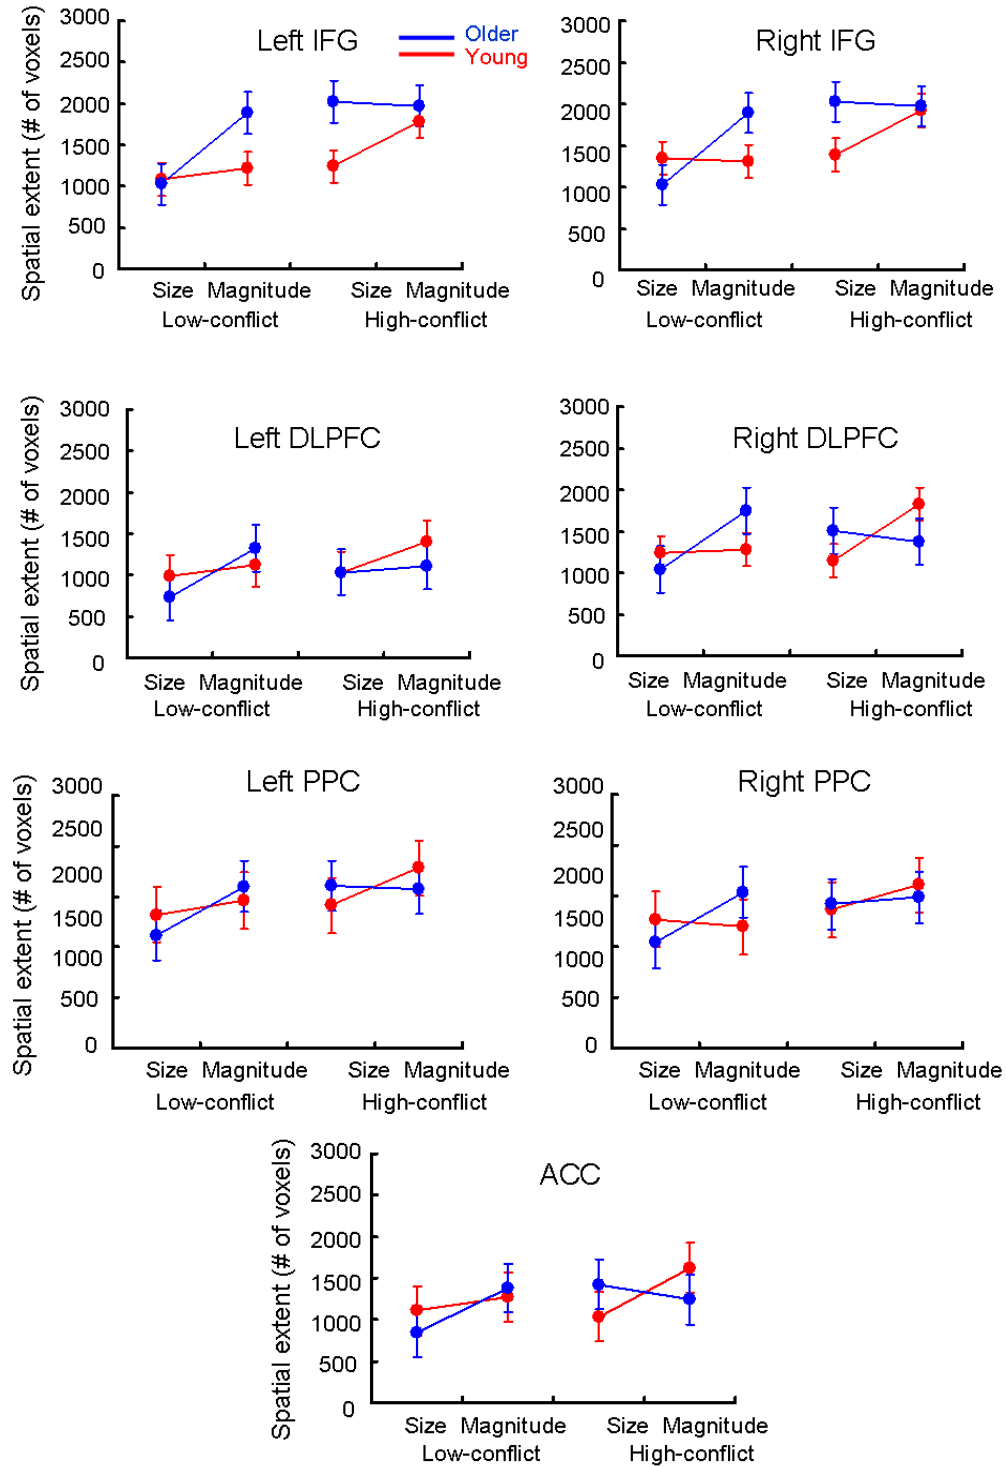 Left IFG
Older
Young
Spatial extent (# of voxels)
3000
2500
2000
1500
1000
500
0
Size Magnitude Size Magnitude
Low-conflict High-conflict
Right IFG
3000
2500
2000
1500
1000
500
0
Size Magnitude Size Magnitude
Low-conflict High-conflict
Left DLPFC
Spatial extent (# of voxels)
3000
2500
2000
1500
1000
500
0
Size Magnitude Size Magnitude
Low-conflict High-conflict
Right DLPFC
3000
2500
2000
1500
1000
500
0
Size Magnitude Size Magnitude
Low-conflict High-conflict
Left PPC
Spatial extent (# of voxels)
3000
2500
2000
1500
1000
500
0
Size Magnitude Size Magnitude
Low-conflict High-conflict
Right PPC
3000
2500
2000
1500
1000
500
0
Size Magnitude Size Magnitude
Low-conflict High-conflict
ACC
Spatial extent (# of voxels)
3000
2500
2000
1500
1000
500
0
Size Magnitude Size Magnitude
Low-conflict High-conflict